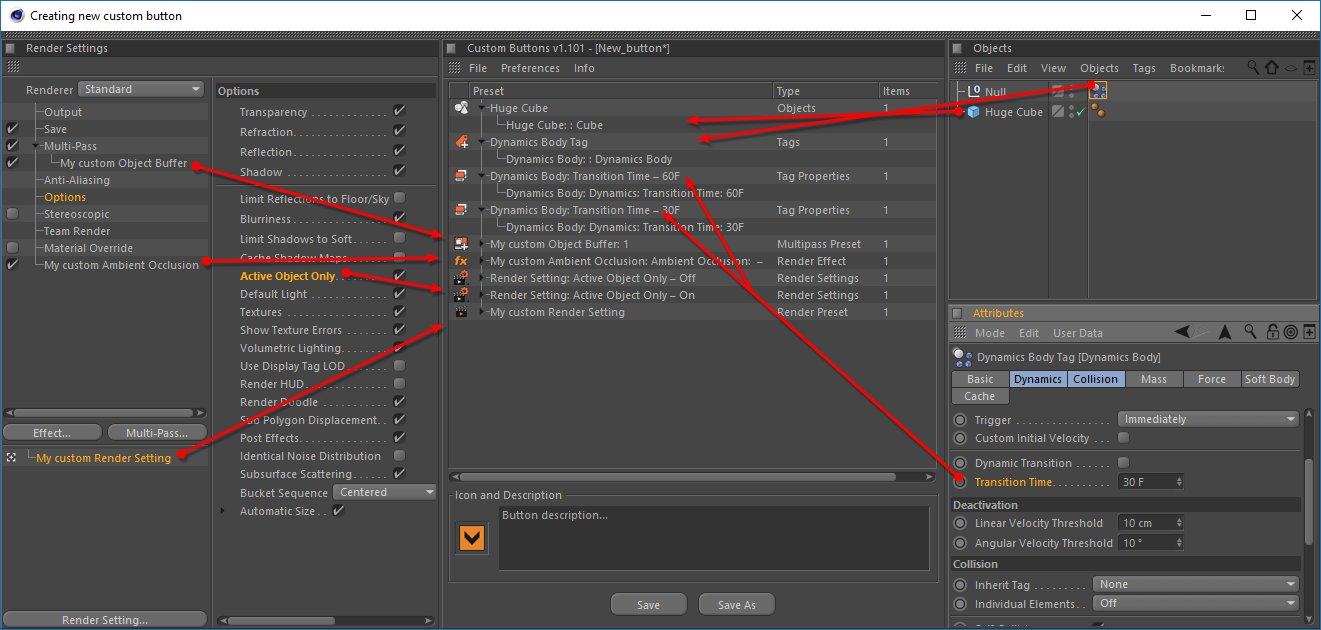 Creating new custom button
Render Settings
Renderer Standard
Output
Save
Multi-Pass
My custom Object Buffer
Anti-Aliasing
Options
Stereoscopic
Team Render
Material Override
My custom Ambient Occlusion
Effect...
Multi-Pass...
My custom Render Setting
Render Setting...
Options
Transparency
Refraction
Reflection
Shadow
Limit Reflections to Floor/Sky
Blurriness
Limit Shadows to Soft
Cache Shadow Maps
Active Object Only
Default Light
Textures
Show Texture Errors
Volumetric Lighting
Use Display Tag LOD
Render HUD
Render Doodle
Sub Polygon Displacement
Post Effects
Identical Noise Distribution
Subsurface Scattering
Bucket Sequence Centered
Automatic Size
Custom Buttons v1.101 - [New_button*]
File Preferences Info
Preset Type Items
Huge Cube Objects 1
Huge Cube: : Cube
Dynamics Body Tag Tags 1
Dynamics Body: : Dynamics Body
Dynamics Body: Transition Time – 60F Tag Properties 1
Dynamics Body: Dynamics: Transition Time: 60F
Dynamics Body: Transition Time – 30F Tag Properties 1
Dynamics Body: Dynamics: Transition Time: 30F
My custom Object Buffer: 1 Multipass Preset 1
fx My custom Ambient Occlusion: Ambient Occlusion: – Render Effect 1
Render Setting: Active Object Only – Off Render Settings 1
Render Setting: Active Object Only – On Render Settings 1
My custom Render Setting Render Preset 1
Icon and Description
Button description...
Save Save As
Objects
File Edit View Objects Tags Bookmark:
Null
Huge Cube
Attributes
Mode Edit User Data
Dynamics Body Tag [Dynamics Body]
Basic Dynamics Collision Mass Force Soft Body
Cache
Trigger Immediately
Custom Initial Velocity
Dynamic Transition
Transition Time 30 F
Deactivation
Linear Velocity Threshold 10 cm
Angular Velocity Threshold 10 °
Collision
Inherit Tag None
Individual Elements Off